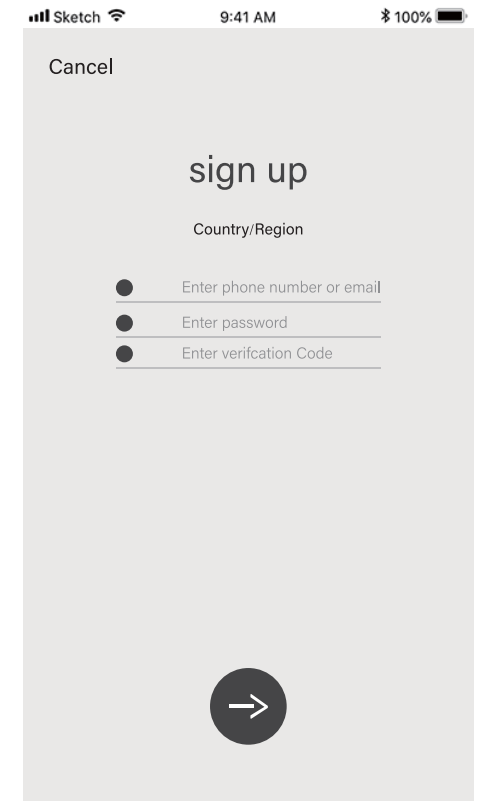 Sketch 9:41 AM 100%
Cancel
sign up
Country/Region
Enter phone number or email
Enter password
Enter verifcation Code